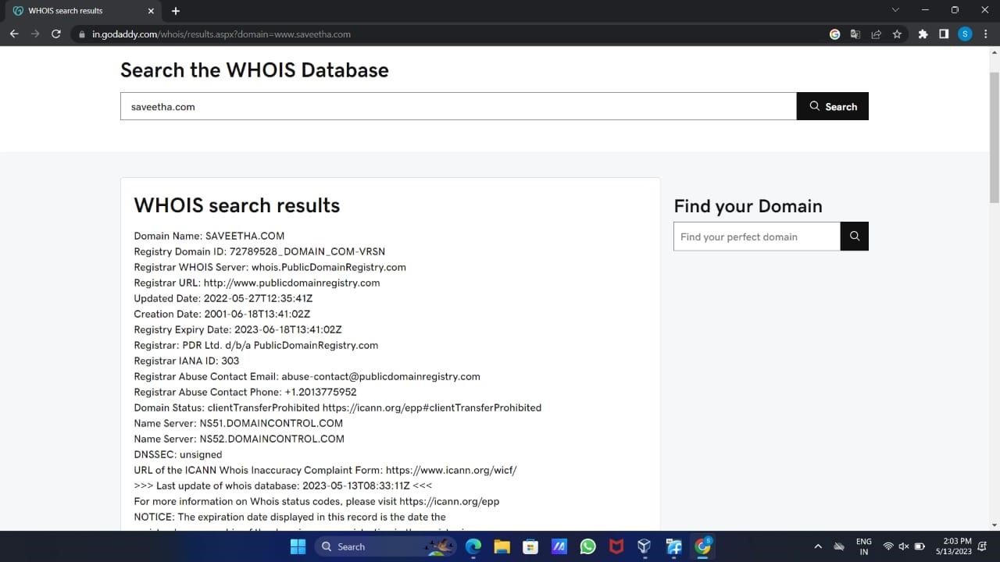 WHOIS search results
in.godaddy.com/whois/results.aspx?domain=www.saveetha.com
S
Search the WHOIS Database
saveetha.com
Search
WHOIS search results
Domain Name: SAVEETHA.COM
Registry Domain ID: 72789528_DOMAIN_COM-VRSN
Registrar WHOIS Server: whois.PublicDomainRegistry.com
Registrar URL: http://www.publicdomainregistry.com
Updated Date: 2022-05-27T12:35:41Z
Creation Date: 2001-06-18T13:41:02Z
Registry Expiry Date: 2023-06-18T13:41:02Z
Registrar: PDR Ltd. d/b/a PublicDomainRegistry.com
Registrar IANA ID: 303
Registrar Abuse Contact Email: abuse-contact@publicdomainregistry.com
Registrar Abuse Contact Phone: +1.2013775952
Domain Status: clientTransferProhibited https://icann.org/epp#clientTransferProhibited
Name Server: NS51.DOMAINCONTROL.COM
Name Server: NS52.DOMAINCONTROL.COM
DNSSEC: unsigned
URL of the ICANN Whois Inaccuracy Complaint Form: https://www.icann.org/wicf/
>>> Last update of whois database: 2023-05-13T08:33:11Z <<<
For more information on Whois status codes, please visit https://icann.org/epp
NOTICE: The expiration date displayed in this record is the date the
Find your Domain
Find your perfect domain
Search
ENG
IN
2:03 PM
5/13/2023